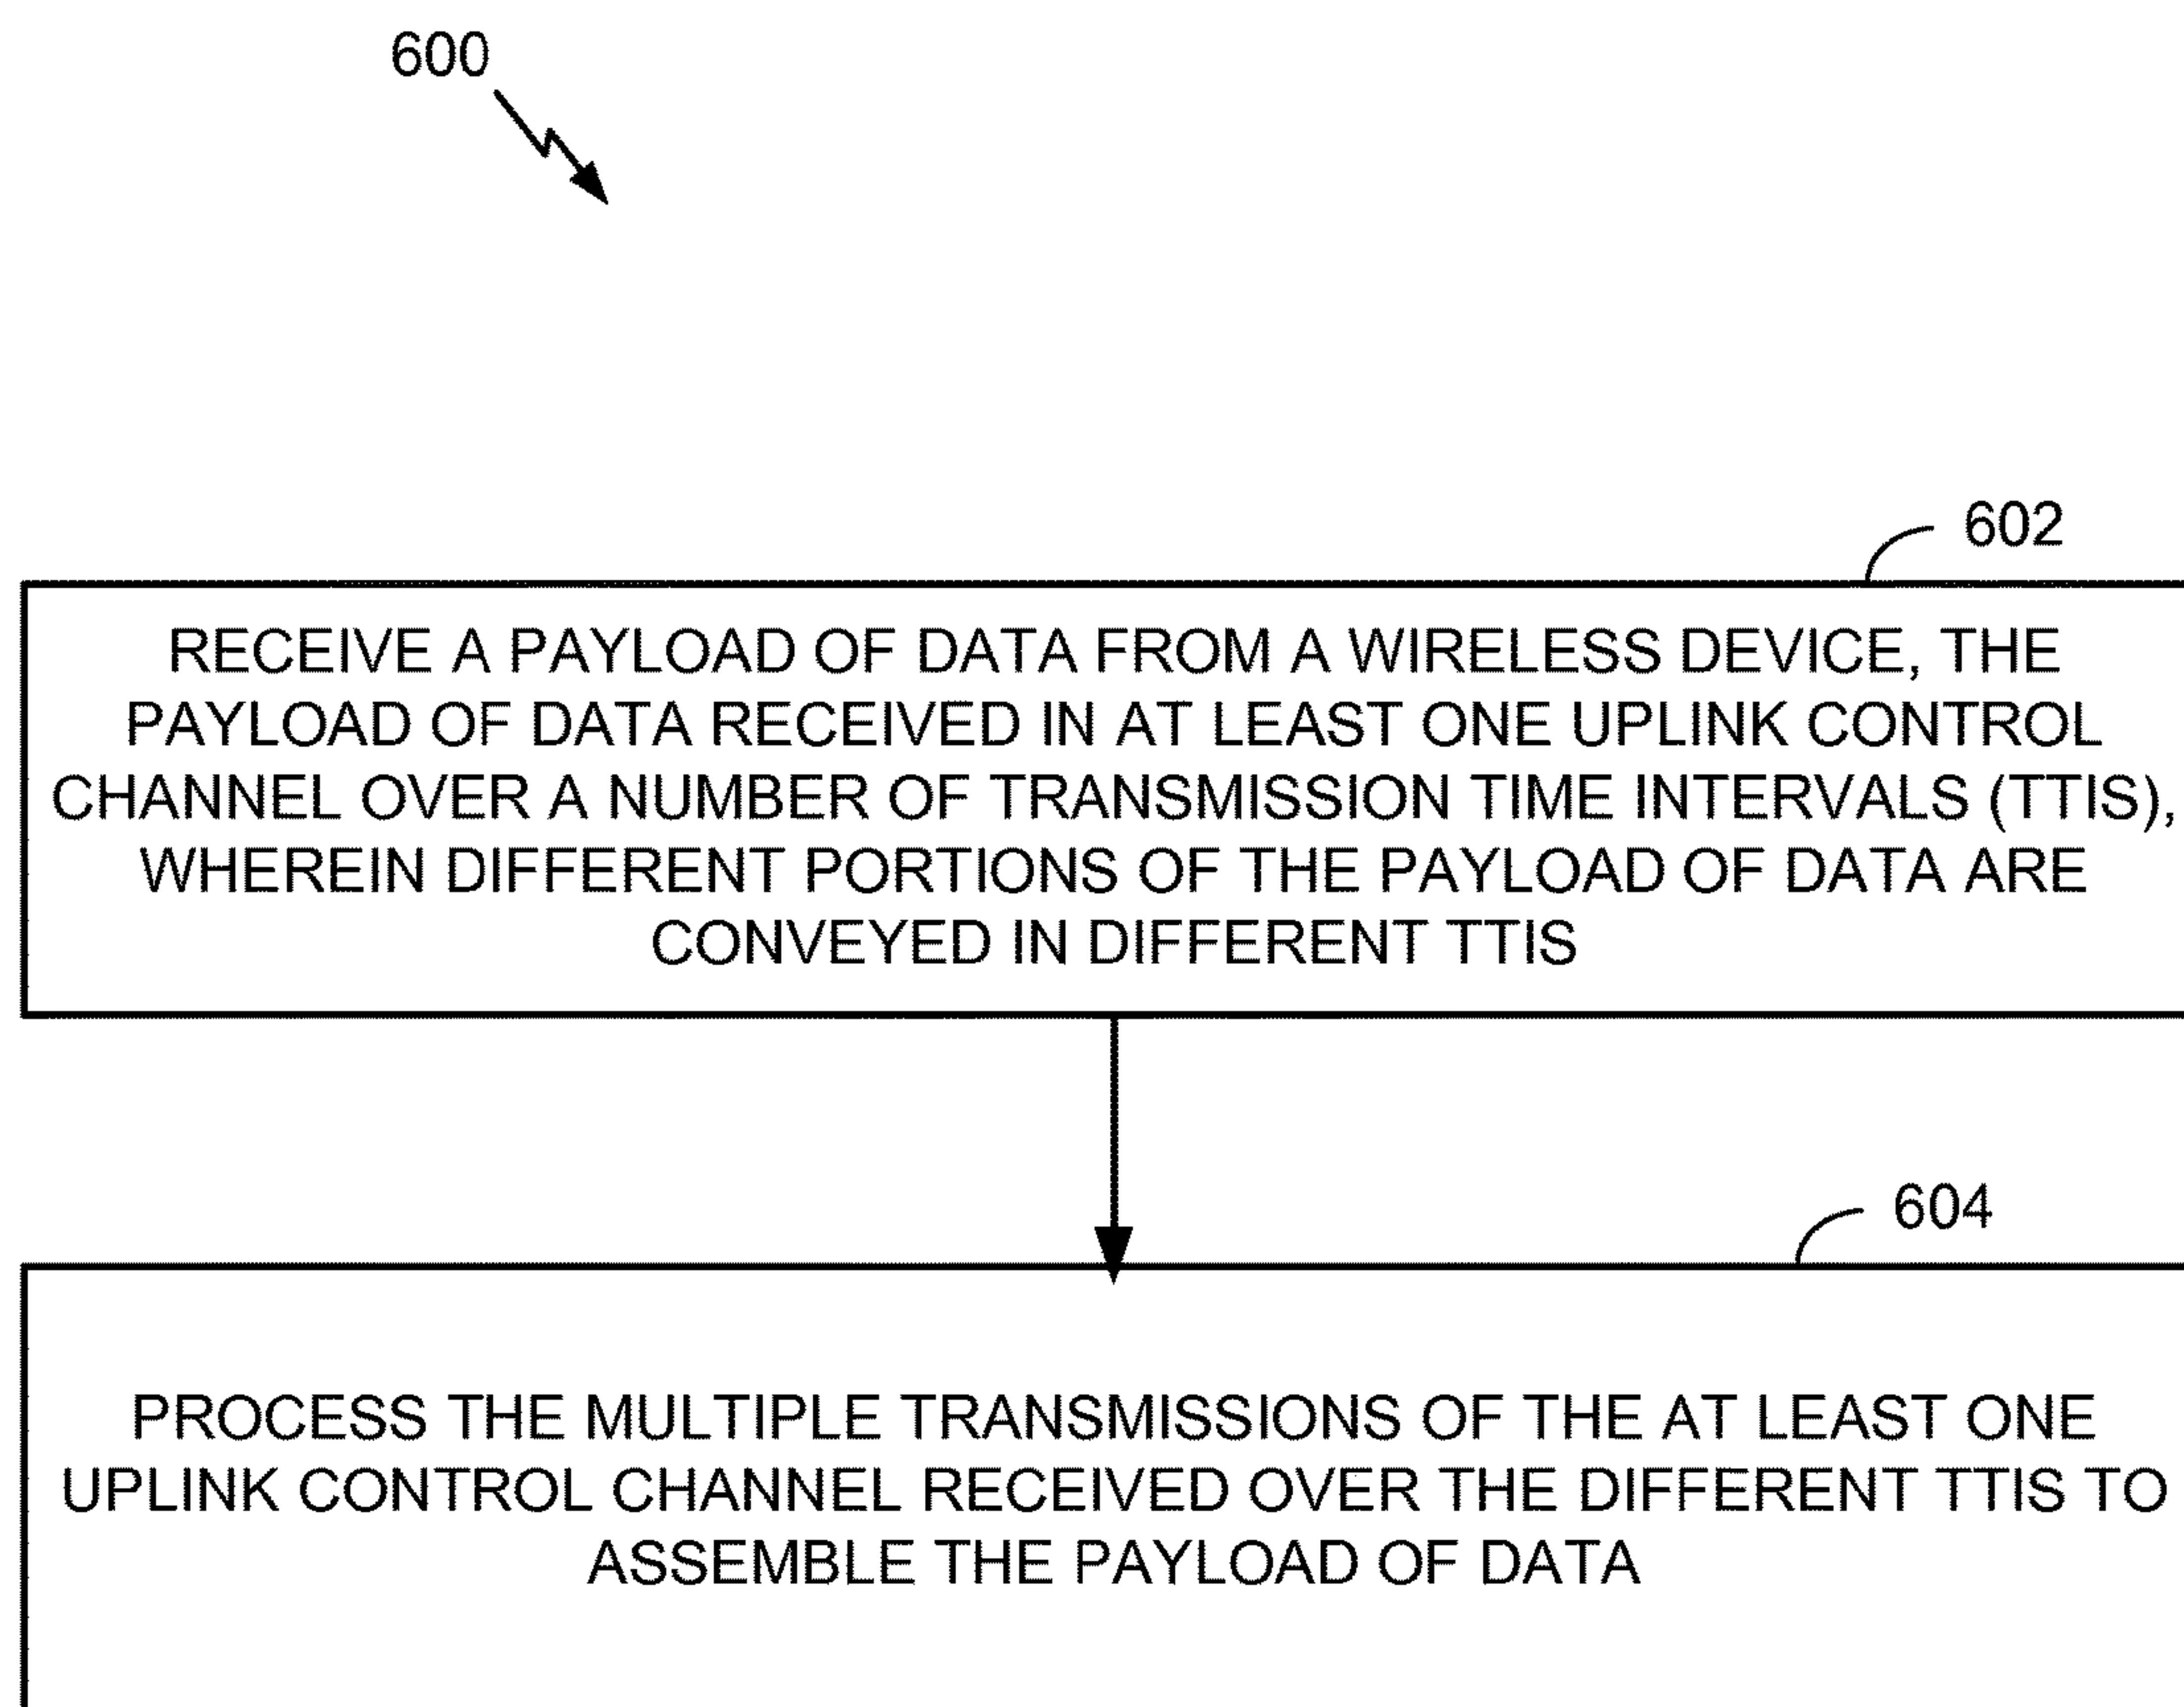 600
602
RECEIVE A PAYLOAD OF DATA FROM A WIRELESS DEVICE, THE
PAYLOAD OF DATA RECEIVED IN AT LEAST ONE UPLINK CONTROL
CHANNEL OVER A NUMBER OF TRANSMISSION TIME INTERVALS (TTIS),
WHEREIN DIFFERENT PORTIONS OF THE PAYLOAD OF DATA ARE
CONVEYED IN DIFFERENT TTIS
604
PROCESS THE MULTIPLE TRANSMISSIONS OF THE AT LEAST ONE
UPLINK CONTROL CHANNEL RECEIVED OVER THE DIFFERENT TTIS TO
ASSEMBLE THE PAYLOAD OF DATA